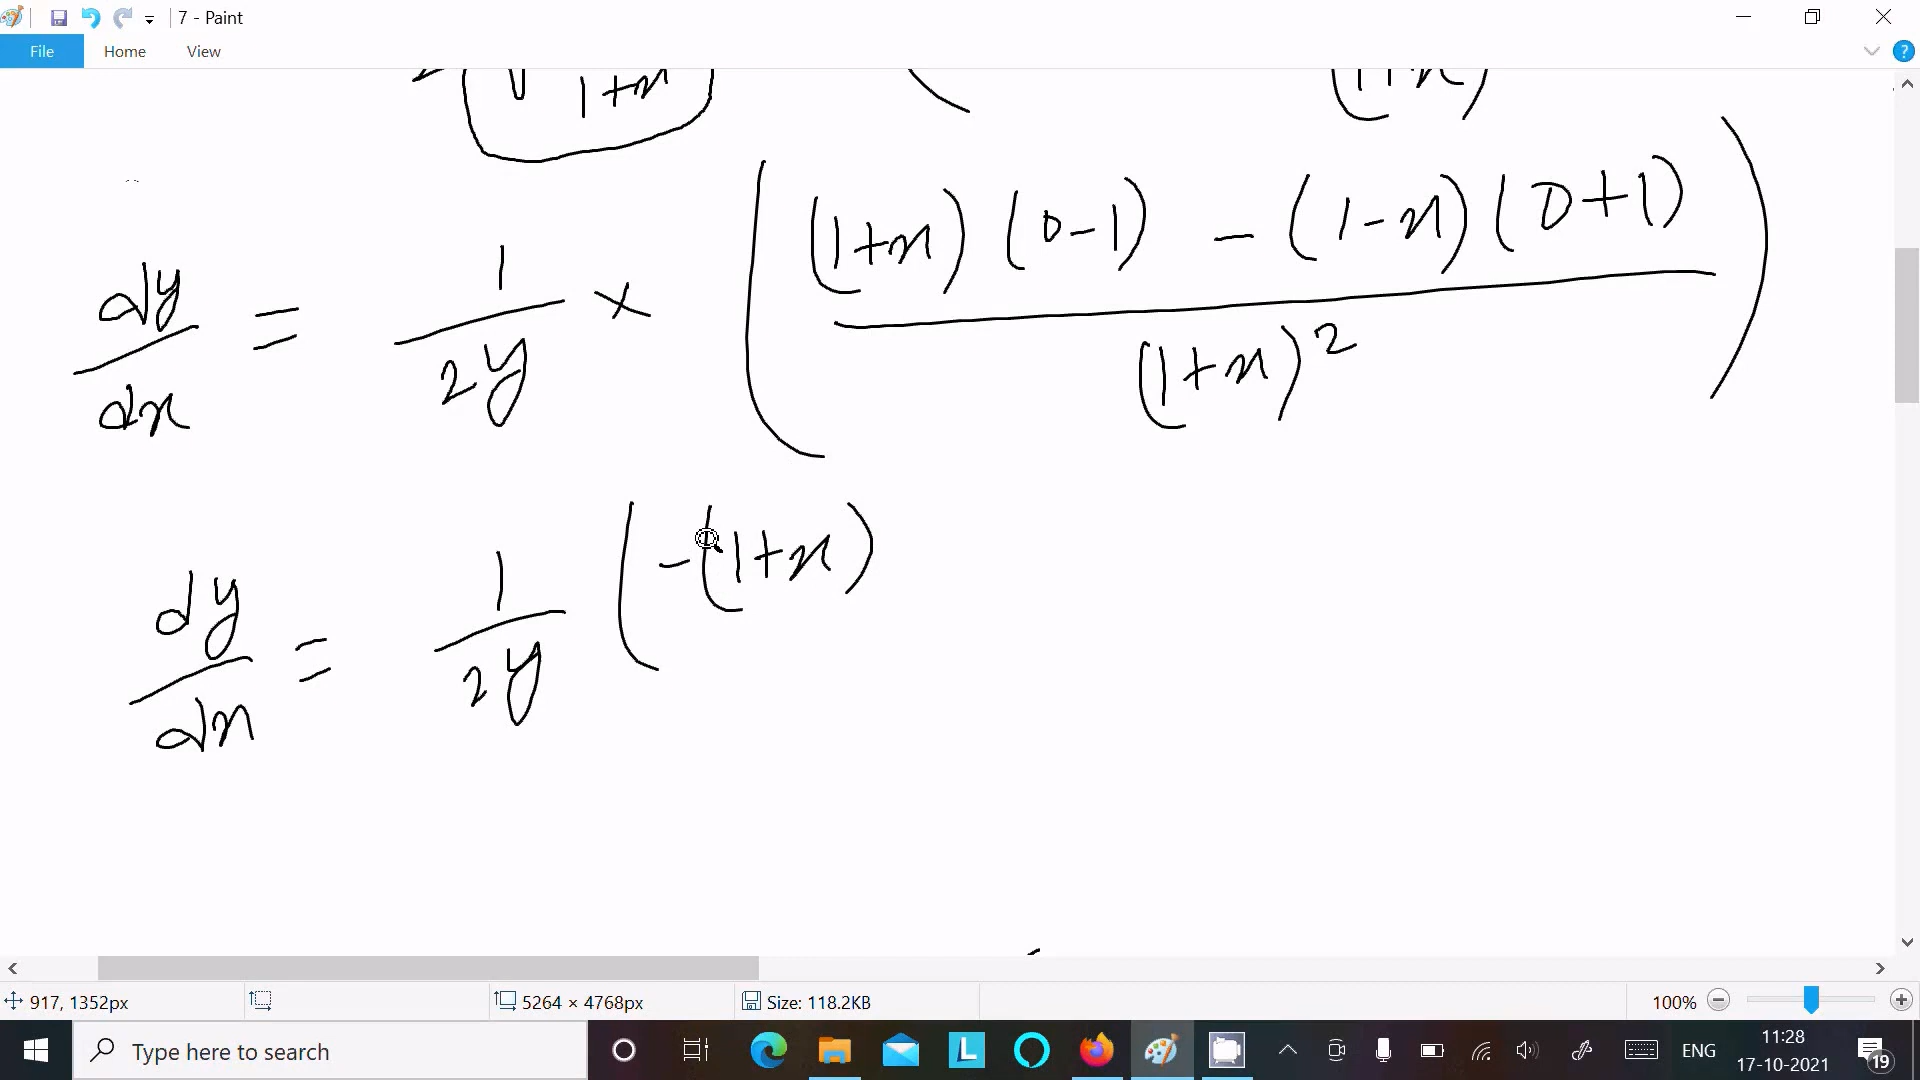 7 - Paint
File Home View
1+x (1+x)
dy/dx = 1/2y × ( (1+x) (0-1) - (1-x) (0+1) / (1+x)² )
dy/dx = 1/2y ( -(1+x)
917, 1352px 5264 × 4768px Size: 118.2KB 100%
Type here to search L ENG 11:28
17-10-2021 19